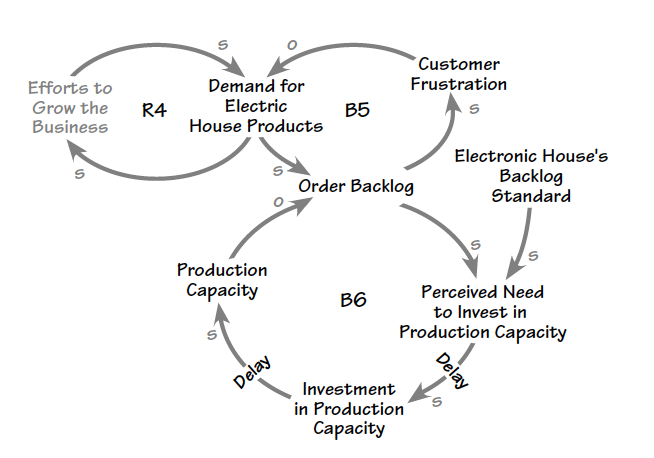 S
O
Efforts to
Grow the
Business
R4
Demand for
Electric
House Products
B5
Customer
Frustration
S
S
S
Order Backlog
Electronic House's
Backlog
Standard
O
S
S
Production
Capacity
B6
Perceived Need
to Invest in
Production Capacity
S
Delay
Delay
S
Investment
in Production
Capacity